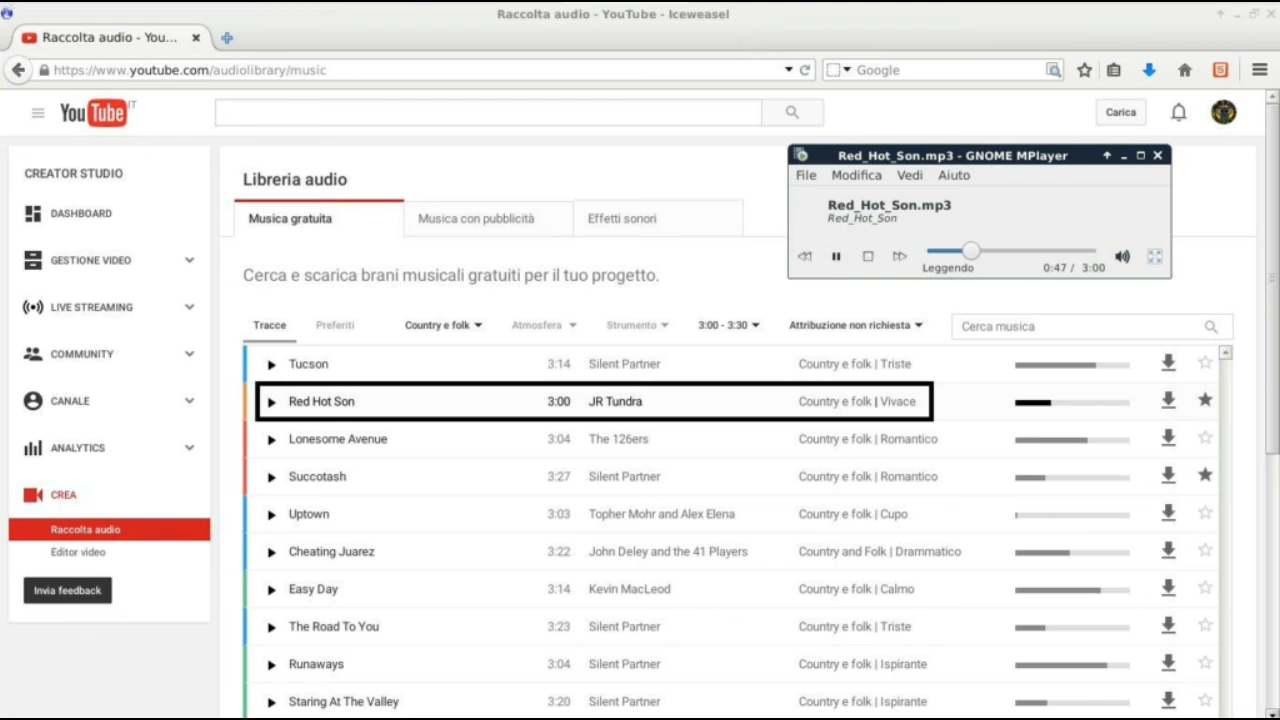 Raccolta audio - YouTube - Iceweasel
Raccolta audio - You...
https://www.youtube.com/audiolibrary/music
Google
YouTube IT
Carica
CREATOR STUDIO
DASHBOARD
GESTIONE VIDEO
LIVE STREAMING
COMMUNITY
CANALE
ANALYTICS
CREA
Raccolta audio
Editor video
Invia feedback
Libreria audio
Musica gratuita Musica con pubblicità Effetti sonori
Red_Hot_Son.mp3 - GNOME MPlayer
File Modifica Vedi Aiuto
Red_Hot_Son.mp3
Red_Hot_Son
Leggendo 0:47 / 3:00
Cerca e scarica brani musicali gratuiti per il tuo progetto.
Tracce Preferiti Country e folk Atmosfera Strumento 3:00 - 3:30 Attribuzione non richiesta Cerca musica
Tucson 3:14 Silent Partner Country e folk | Triste
Red Hot Son 3:00 JR Tundra Country e folk | Vivace
Lonesome Avenue 3:04 The 126ers Country e folk | Romantico
Succotash 3:27 Silent Partner Country e folk | Romantico
Uptown 3:03 Topher Mohr and Alex Elena Country e folk | Cupo
Cheating Juarez 3:22 John Deley and the 41 Players Country and Folk | Drammatico
Easy Day 3:14 Kevin MacLeod Country e folk | Calmo
The Road To You 3:23 Silent Partner Country e folk | Triste
Runaways 3:04 Silent Partner Country e folk | Ispirante
Staring At The Valley 3:20 Silent Partner Country e folk | Ispirante